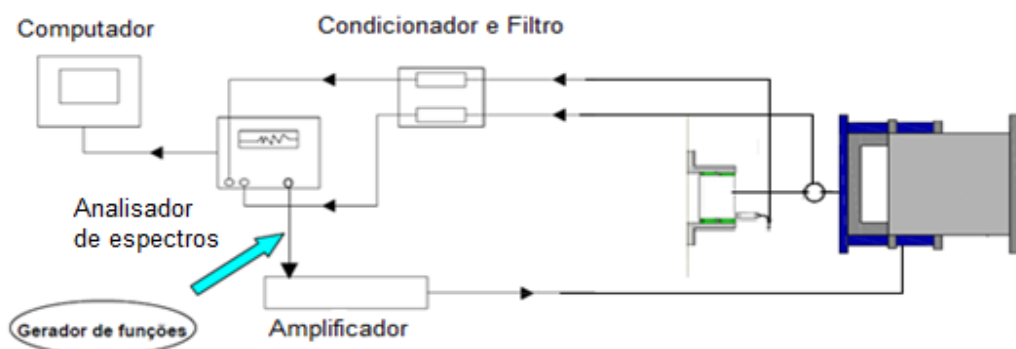 Computador
Condicionador e Filtro
Analisador
de espectros
Gerador de funções
Amplificador